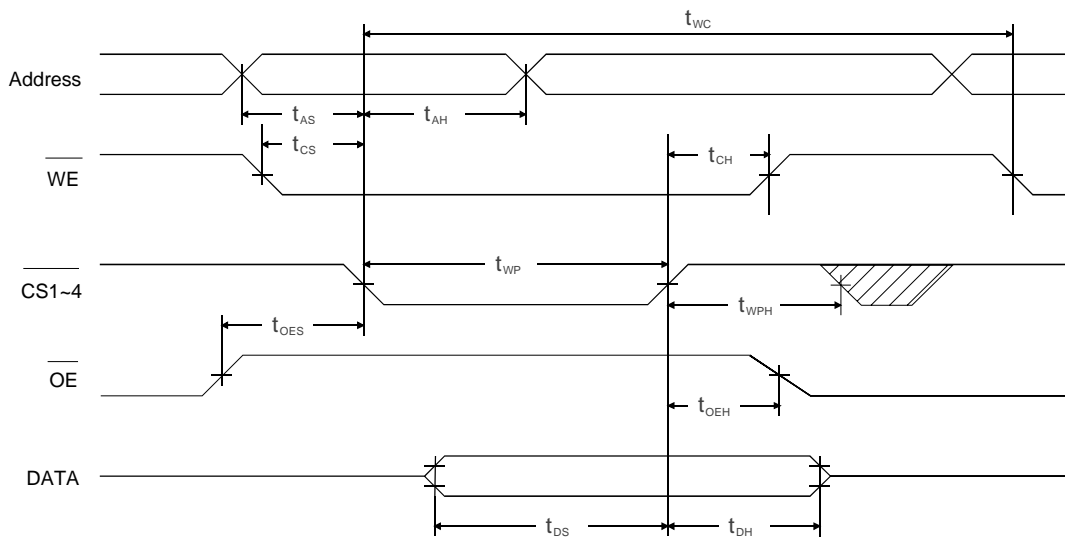 tWC
Address
tAS
tAH
tCS
tCH
WE
tWP
CS1~4
tWPH
tOES
OE
tOEH
DATA
tDS
tDH